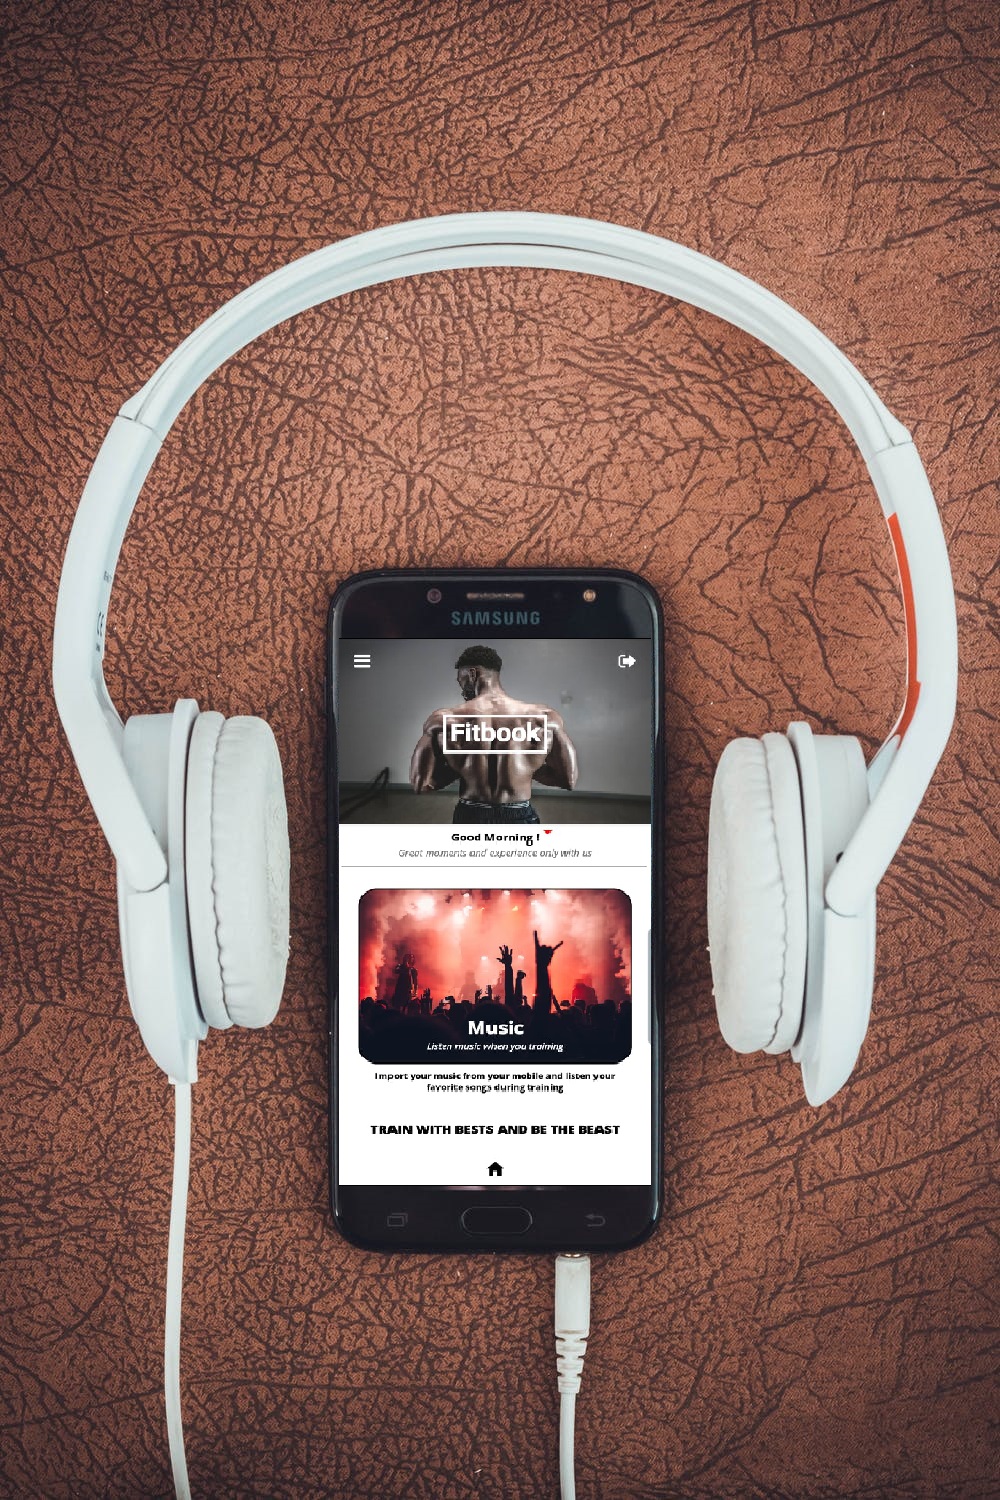 SAMSUNG
Fitbook
Good Morning !
Great moments and experience only with us
Music
Listen music when you training
Import your music from your mobile and listen your
favorite songs during training
TRAIN WITH BESTS AND BE THE BEAST